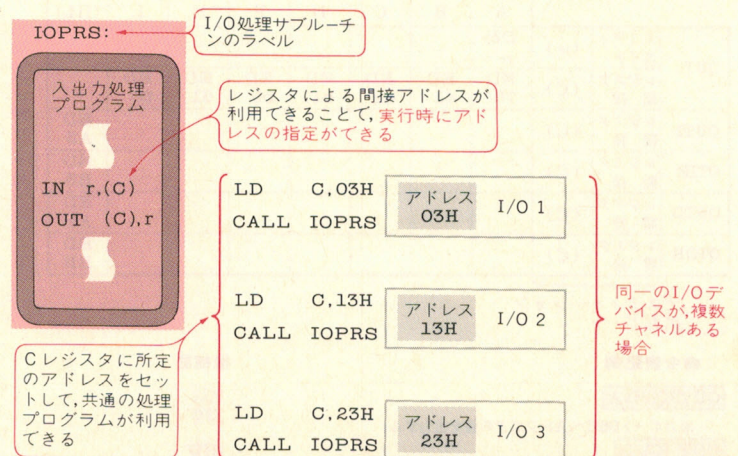 IOPRS:
I/O処理サブルーチ
ンのラベル
入出力処理
プログラム
IN r,(C)
OUT (C),r
レジスタによる間接アドレスが
利用できることで,実行時にアド
レスの指定ができる
LD C,03H
CALL IOPRS
アドレス
03H
I/O 1
LD C,13H
CALL IOPRS
アドレス
13H
I/O 2
LD C,23H
CALL IOPRS
アドレス
23H
I/O 3
Cレジスタに所定
のアドレスをセッ
トして,共通の処理
プログラムが利用
できる
同一のI/Oデ
バイスが,複数
チャネルある
場合